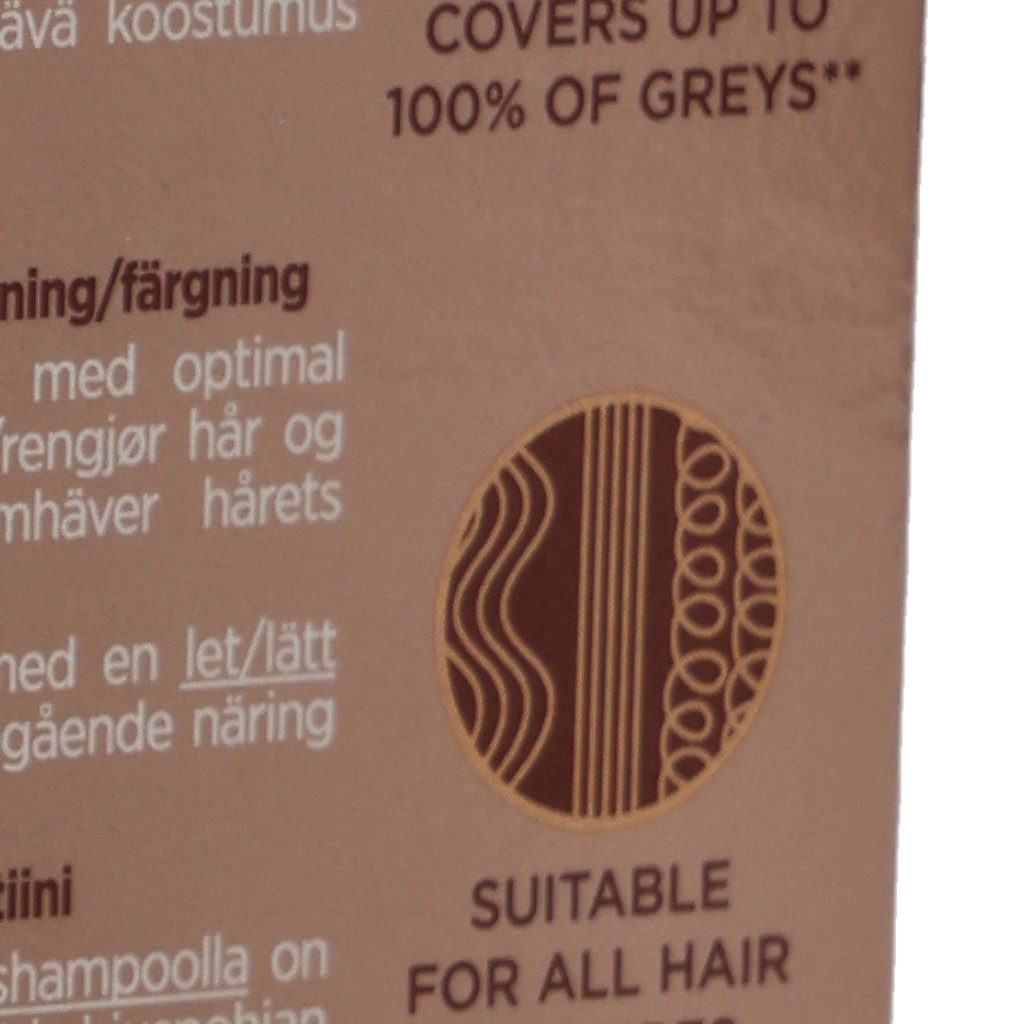 ävä koostumus
COVERS UP TO
100% OF GREYS**
ning/färgning
med optimal
rengjør hår og
mhäver hårets
med en let/lätt
gående näring
SUITABLE
FOR ALL HAIR
tiini
shampoolla on